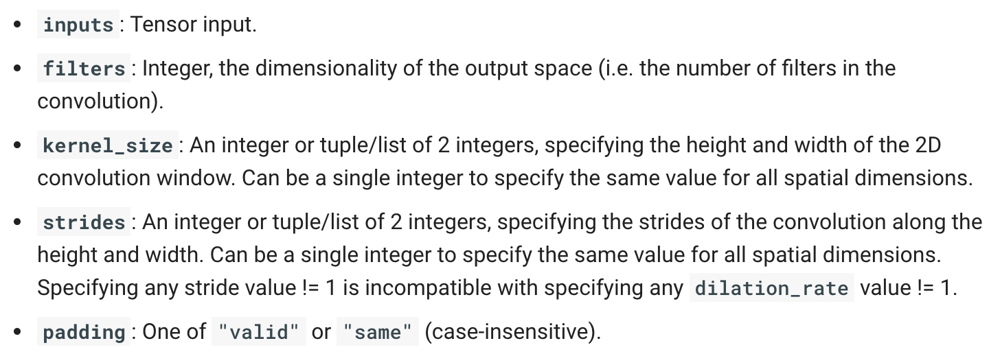 • inputs: Tensor input.
• filters: Integer, the dimensionality of the output space (i.e. the number of filters in the
convolution).
• kernel_size: An integer or tuple/list of 2 integers, specifying the height and width of the 2D
convolution window. Can be a single integer to specify the same value for all spatial dimensions.
• strides: An integer or tuple/list of 2 integers, specifying the strides of the convolution along the
height and width. Can be a single integer to specify the same value for all spatial dimensions.
Specifying any stride value != 1 is incompatible with specifying any dilation_rate value != 1.
• padding: One of "valid" or "same" (case-insensitive).